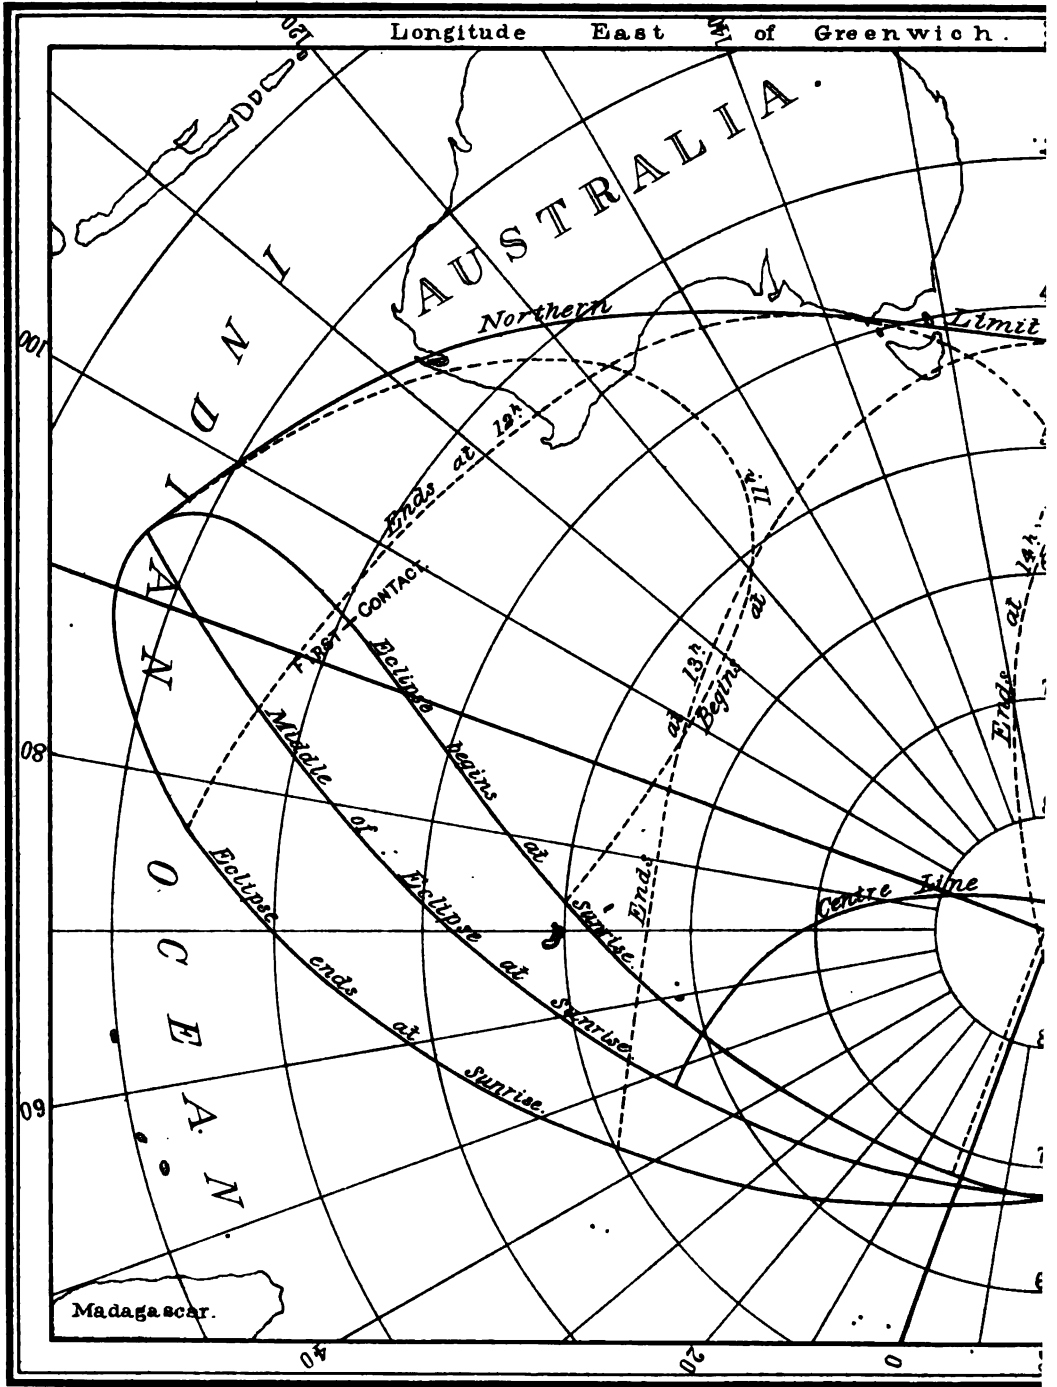 Longitude East of Greenwich.
120
AUSTRALIA.
INDIAN OCEAN
Northern Limit
100
Ends at 12h
11h
FIRST CONTACT
14h
Ends at
13h
at
Begins at
Eclipse begins at Sunrise.
Middle of Eclipse at Sunrise
Eclipse ends at Sunrise.
Ends
80
Centre Line
60
Madagascar.
40
20
0